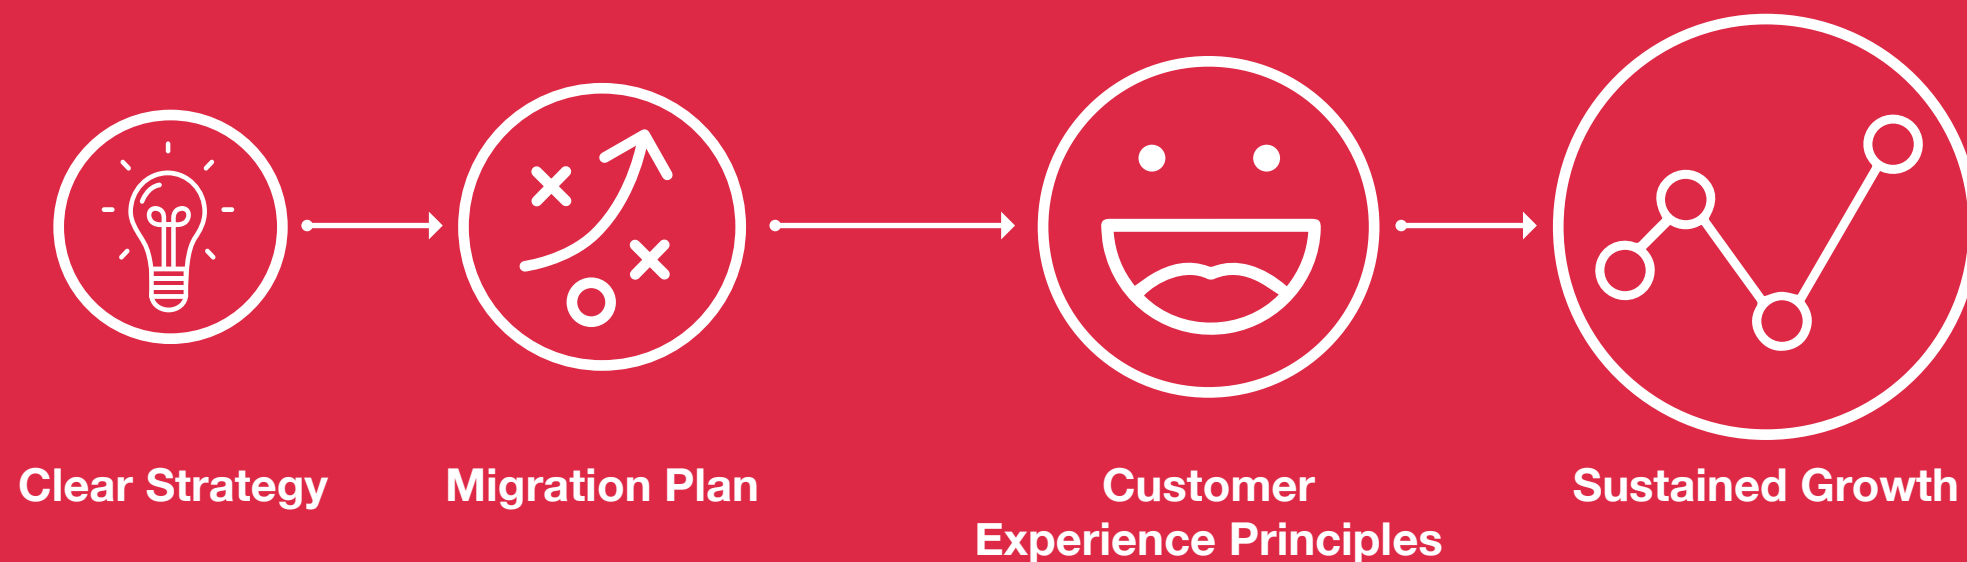 Clear Strategy
Migration Plan
Customer
Experience Principles
Sustained Growth